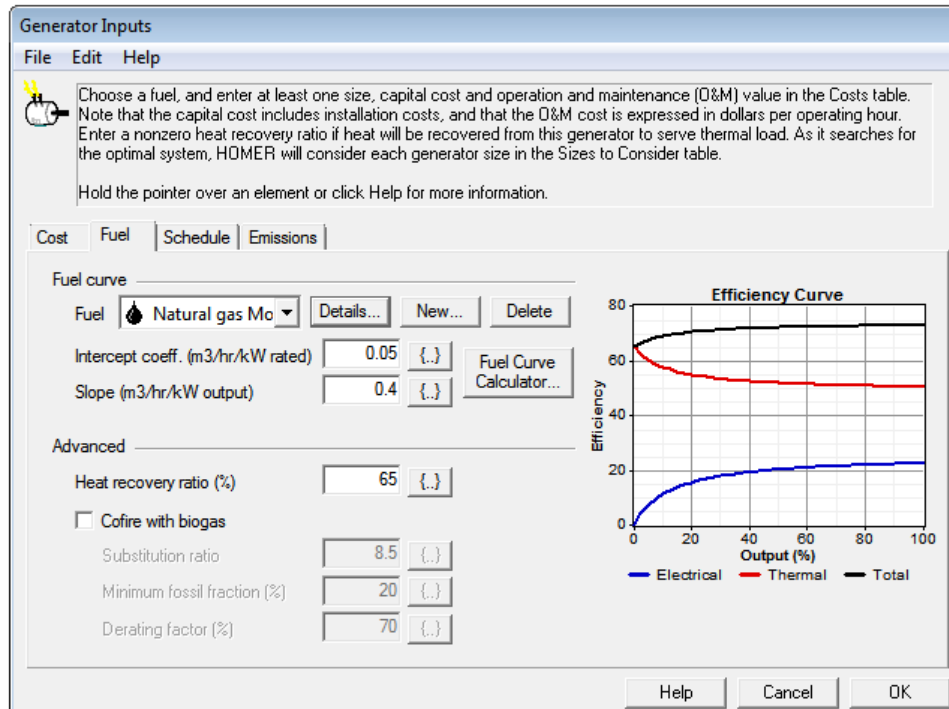 Generator Inputs
File Edit Help
Choose a fuel, and enter at least one size, capital cost and operation and maintenance (O&M) value in the Costs table.
Note that the capital cost includes installation costs, and that the O&M cost is expressed in dollars per operating hour.
Enter a nonzero heat recovery ratio if heat will be recovered from this generator to serve thermal load. As it searches for
the optimal system, HOMER will consider each generator size in the Sizes to Consider table.
Hold the pointer over an element or click Help for more information.
Cost Fuel Schedule Emissions
Fuel curve
Fuel Natural gas Mo Details... New... Delete
Intercept coeff. (m3/hr/kW rated) 0.05 {..}
Slope (m3/hr/kW output) 0.4 {..}
Fuel Curve
Calculator...
Advanced
Heat recovery ratio (%) 65 {..}
Cofire with biogas
Substitution ratio 8.5 {..}
Minimum fossil fraction (%) 20 {..}
Derating factor (%) 70 {..}
Efficiency Curve
80
60
40
20
0
Efficiency
0 20 40 60 80 100
Output (%)
Electrical Thermal Total
Help Cancel OK